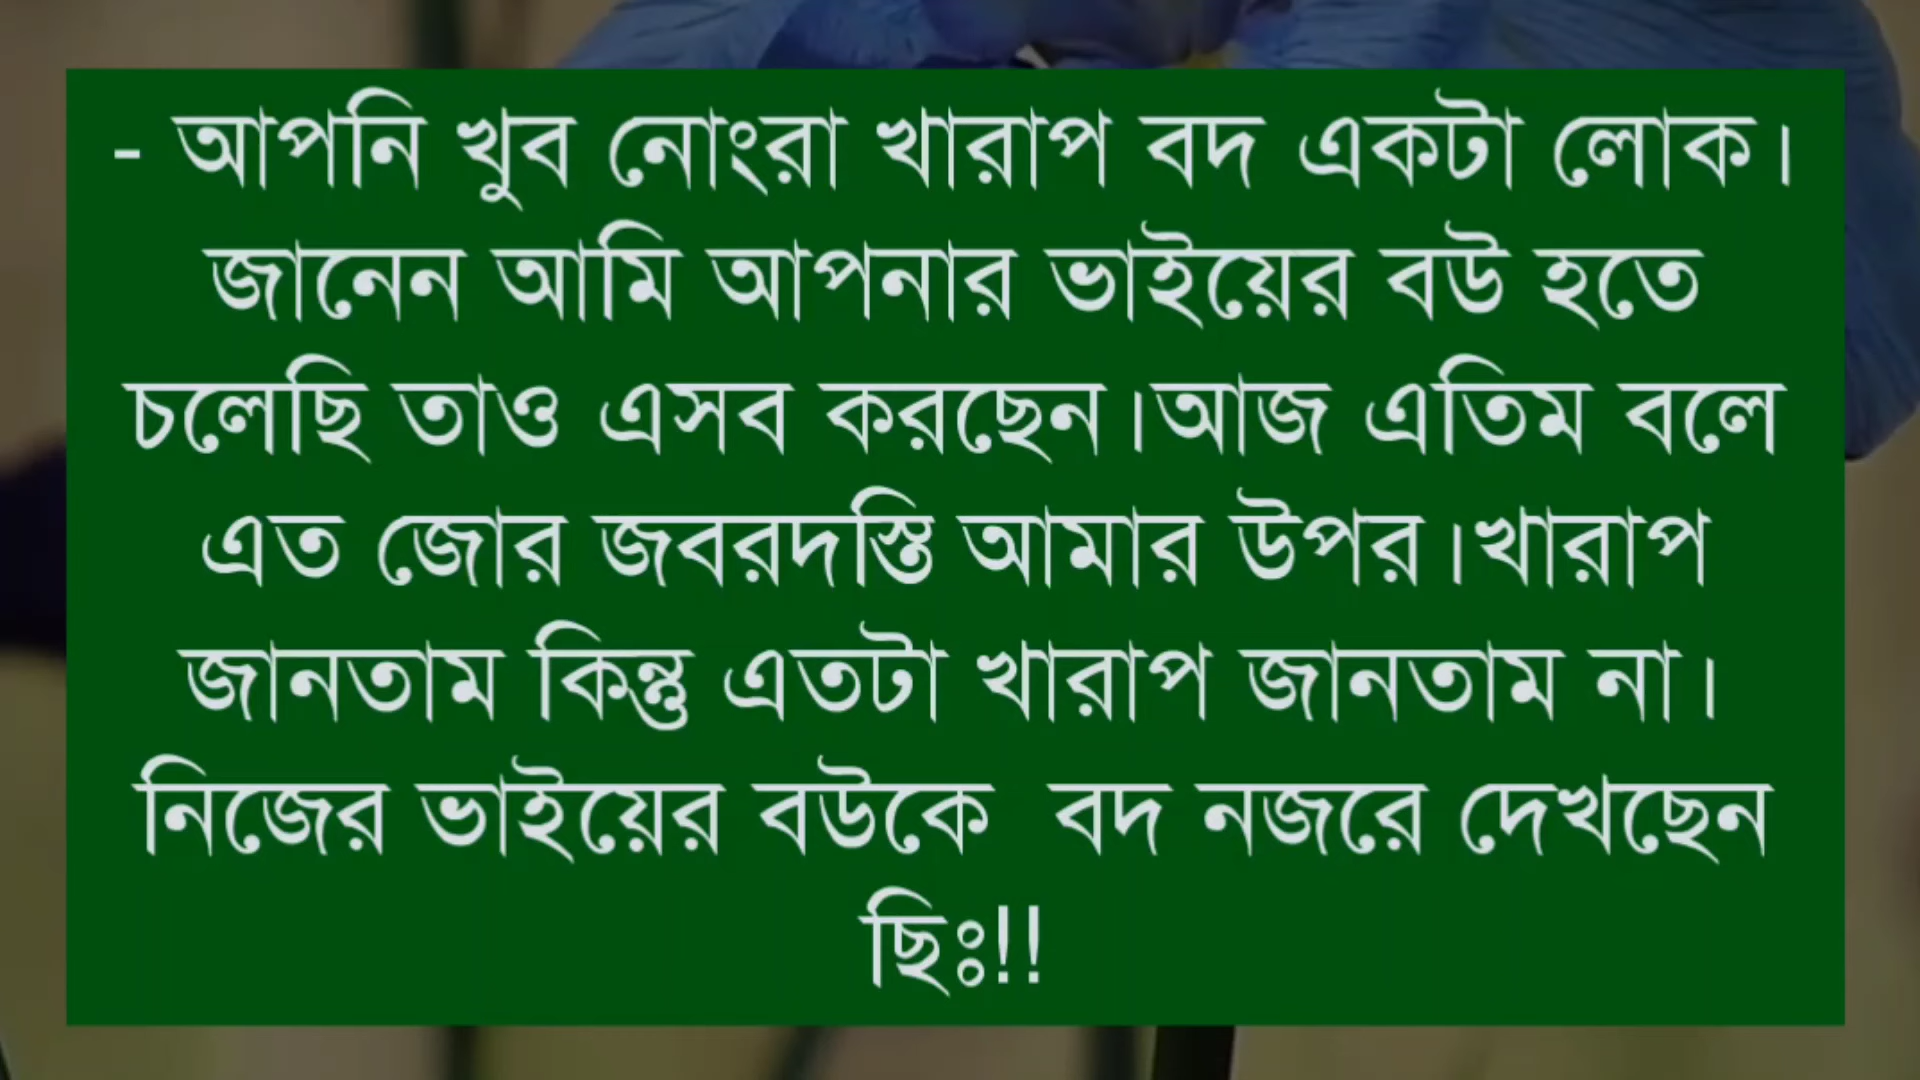 - আপনি খুব নোংরা খারাপ বদ একটা লোক।
জানেন আমি আপনার ভাইয়ের বউ হতে
চলেছি তাও এসব করছেন।আজ এতিম বলে
এত জোর জবরদস্তি আমার উপর।খারাপ
জানতাম কিন্তু এতটা খারাপ জানতাম না।
নিজের ভাইয়ের বউকে  বদ নজরে দেখছেন
ছিঃ!!